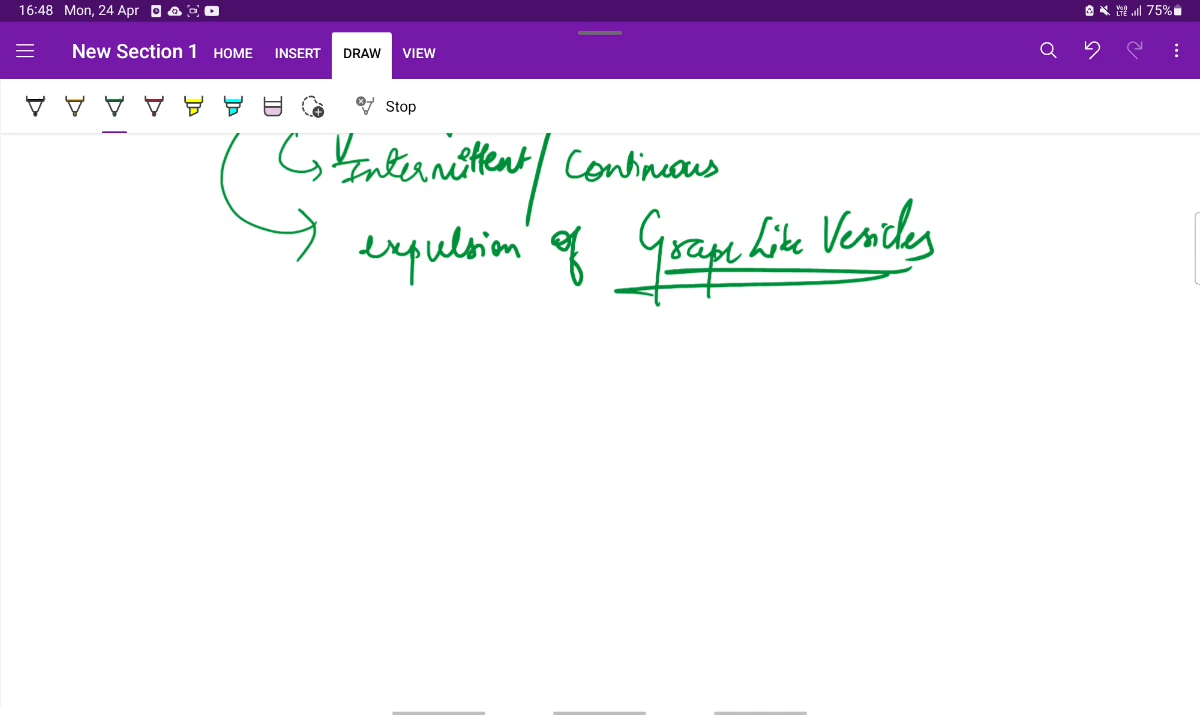 16:48 Mon, 24 Apr 75%
New Section 1 HOME INSERT DRAW VIEW
Stop
Intermittent / Continuous
expulsion of Grape Like Vesicles